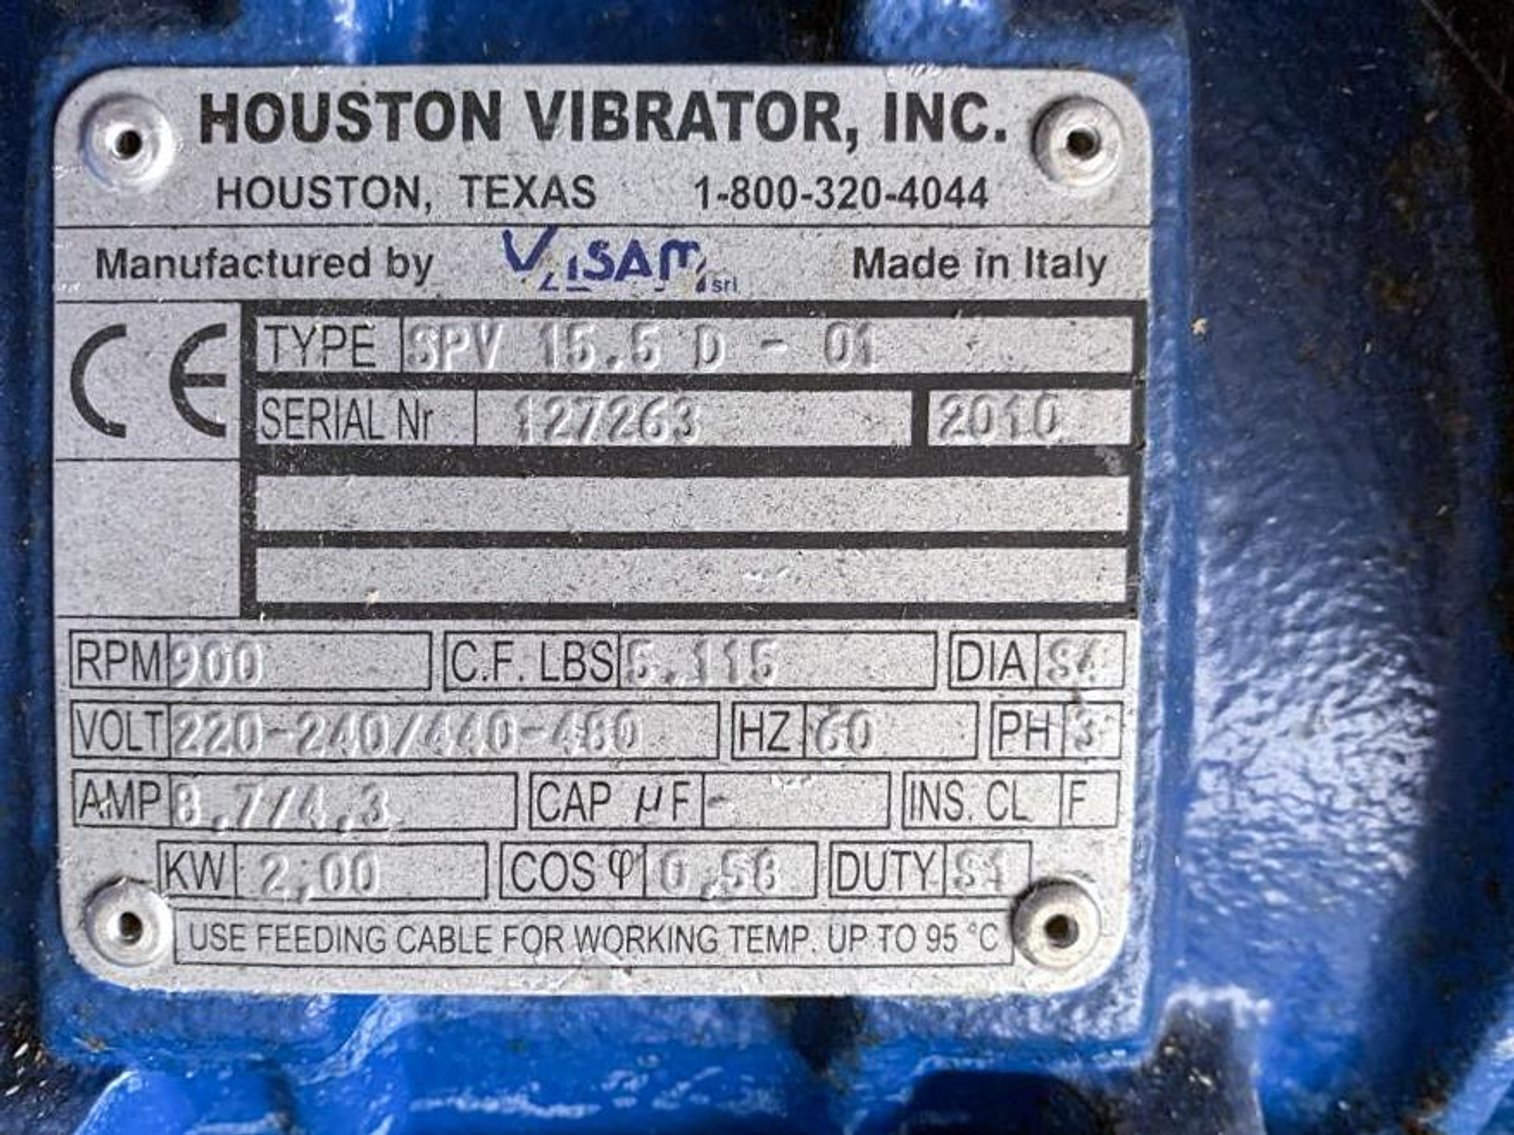 HOUSTON VIBRATOR, INC.
HOUSTON, TEXAS 1-800-320-4044
Manufactured by VISAM srl Made in Italy
CE
TYPE SPV 15.5 D - 01
SERIAL Nr 127263 2010
RPM 900 C.F. LBS 5.115 DIA S4
VOLT 220-240/440-480 HZ 60 PH 3
AMP 8,7/4,3 CAP µF - INS. CL F
KW 2,00 COS φ 0,58 DUTY S1
USE FEEDING CABLE FOR WORKING TEMP. UP TO 95 °C